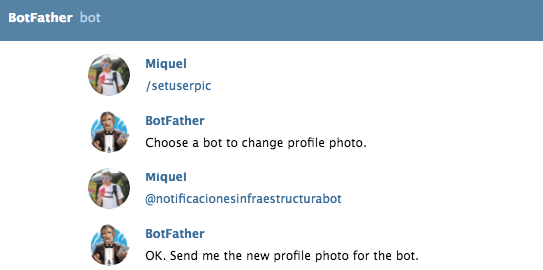 BotFather bot
Miquel
/setuserpic
BotFather
Choose a bot to change profile photo.
Miquel
@notificacionesinfraestructurabot
BotFather
OK. Send me the new profile photo for the bot.